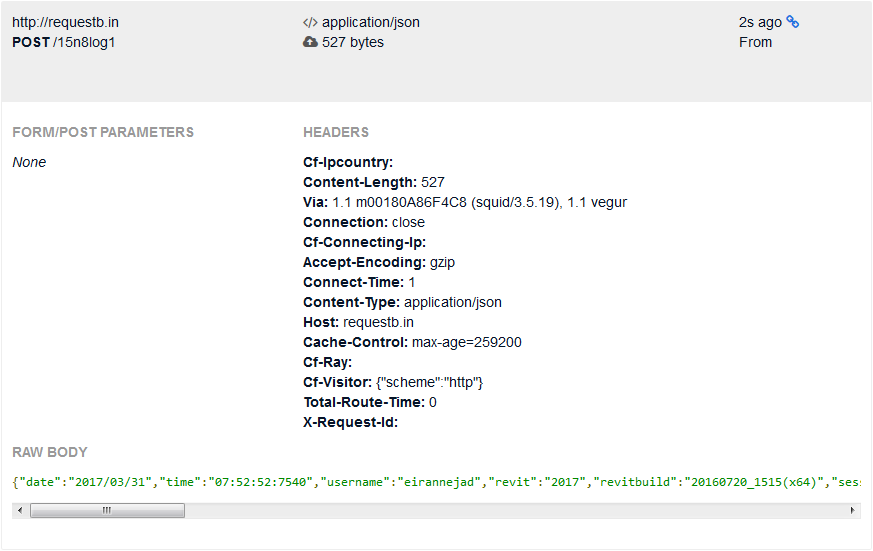 http://requestb.in
POST /15n8log1
</> application/json
527 bytes
2s ago
From
FORM/POST PARAMETERS
None
HEADERS
Cf-Ipcountry:
Content-Length: 527
Via: 1.1 m00180A86F4C8 (squid/3.5.19), 1.1 vegur
Connection: close
Cf-Connecting-Ip:
Accept-Encoding: gzip
Connect-Time: 1
Content-Type: application/json
Host: requestb.in
Cache-Control: max-age=259200
Cf-Ray:
Cf-Visitor: {"scheme":"http"}
Total-Route-Time: 0
X-Request-Id:
RAW BODY
{"date":"2017/03/31","time":"07:52:52:7540","username":"eirannejad","revit":"2017","revitbuild":"20160720_1515(x64)","ses